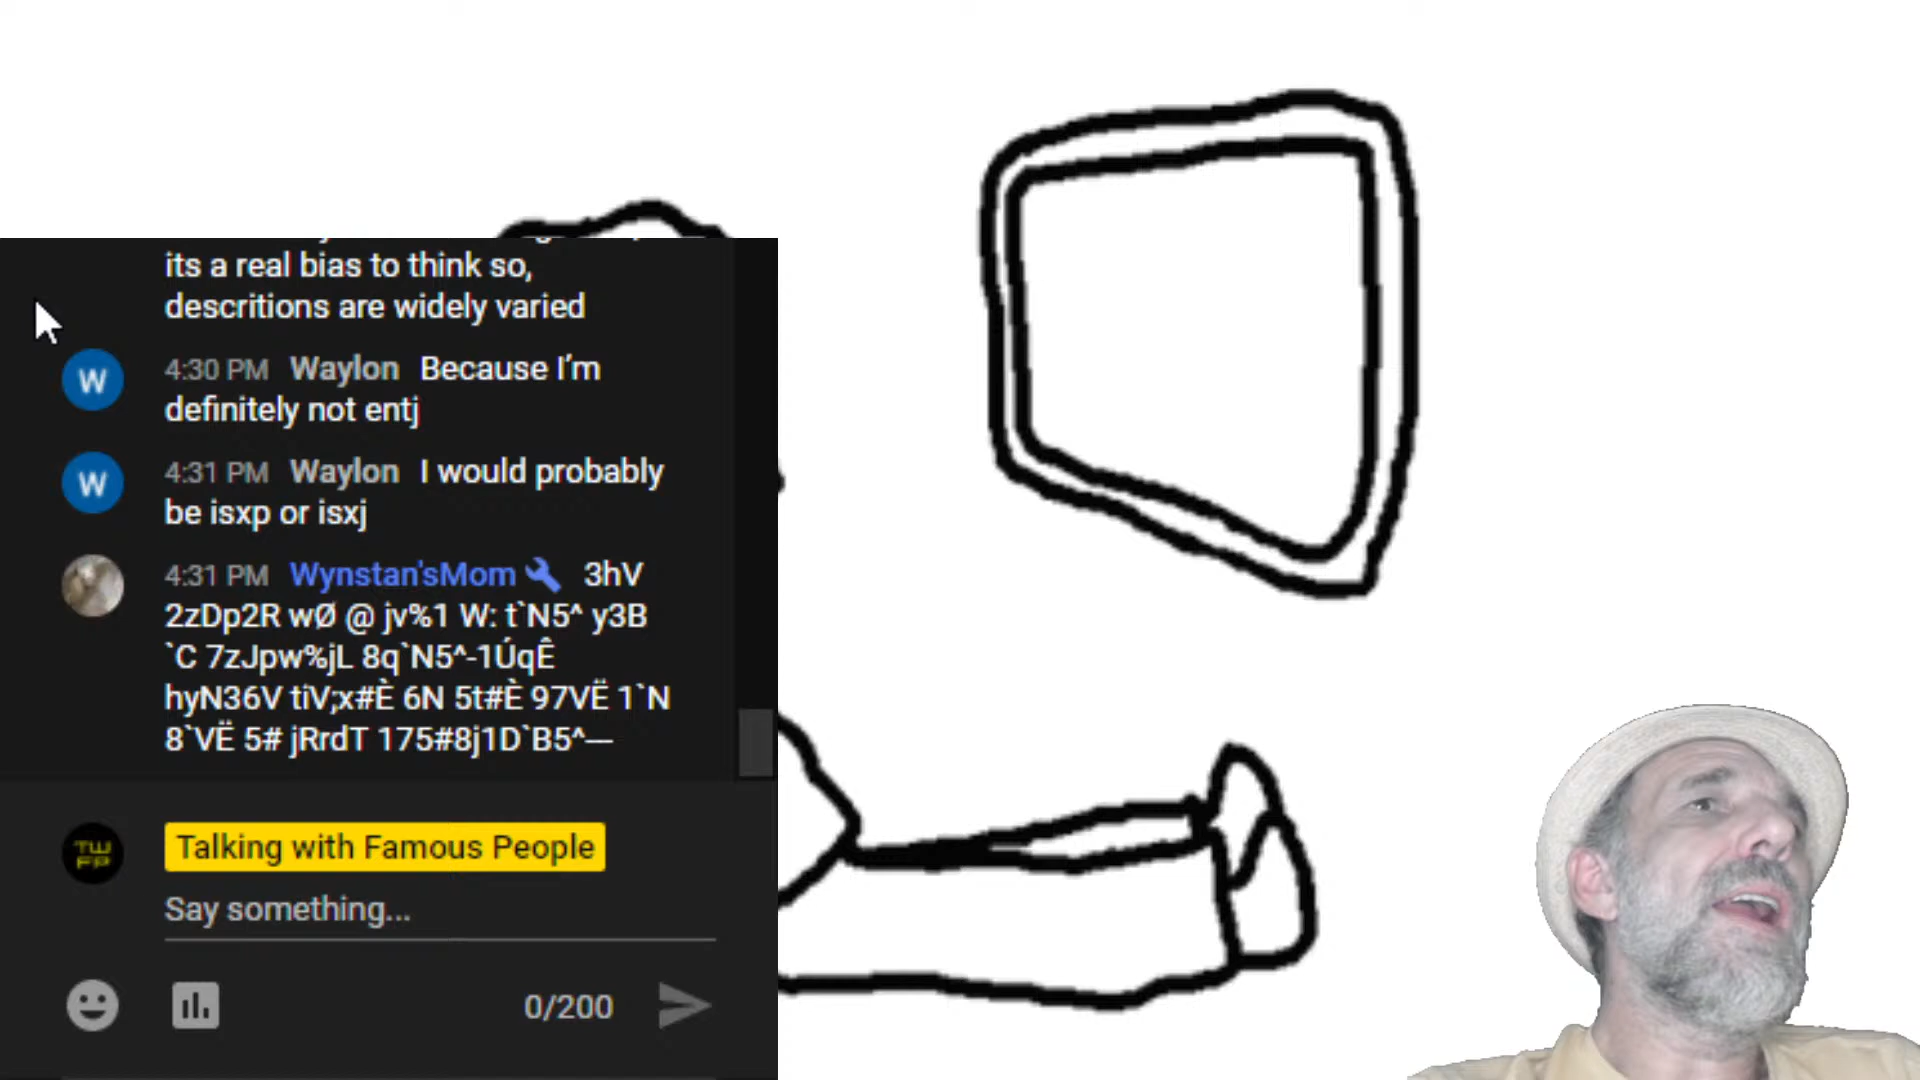 its a real bias to think so,
descritions are widely varied
W
4:30 PM Waylon Because I’m
definitely not entj
W
4:31 PM Waylon I would probably
be isxp or isxj
4:31 PM Wynstan'sMom 3hV
2zDp2R wØ @ jv%1 W: t`N5^ y3B
`C 7zJpw%jL 8q`N5^-1ÚqÊ
hyN36V tiV;x#È 6N 5t#È 97VË 1`N
8`VË 5# jRrdT 175#8j1D`B5^—
TW
FP
Talking with Famous People
Say something...
0/200